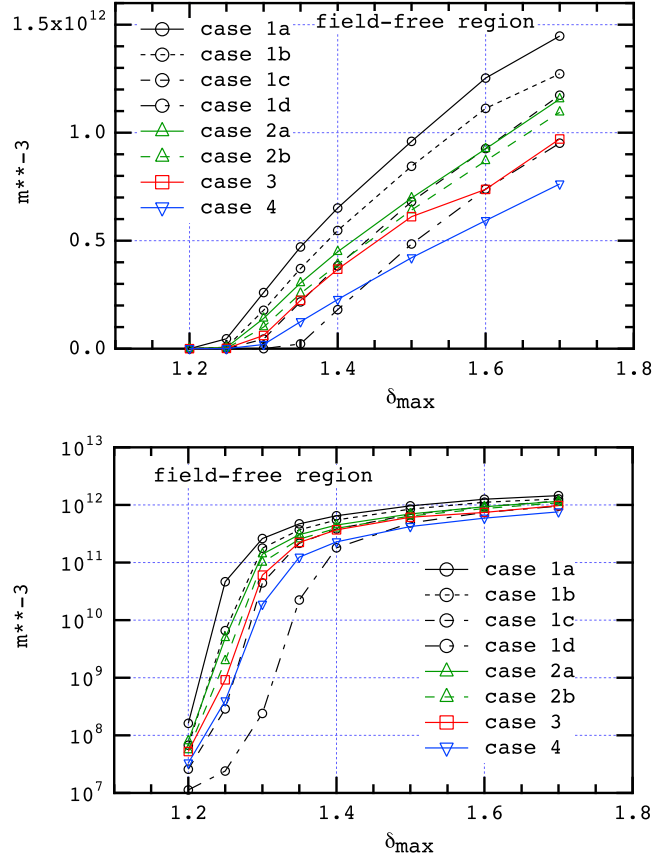 1.5x10^12
field-free region
case 1a
case 1b
case 1c
case 1d
case 2a
case 2b
case 3
case 4
1.0
0.5
0.0
m**-3
1.2
1.4
1.6
1.8
δmax
10^13
field-free region
10^12
10^11
10^10
10^9
10^8
10^7
m**-3
case 1a
case 1b
case 1c
case 1d
case 2a
case 2b
case 3
case 4
1.2
1.4
1.6
1.8
δmax